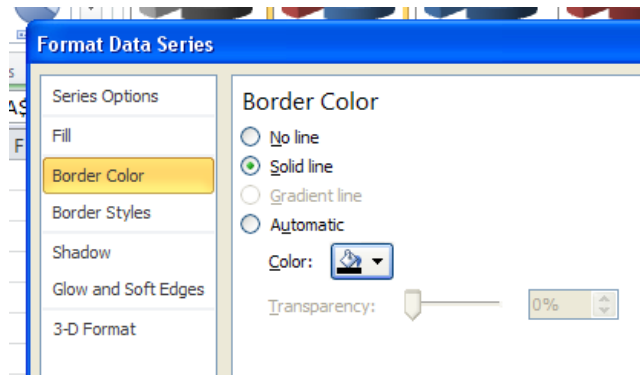 Format Data Series
s
A$
F
Series Options
Fill
Border Color
Border Styles
Shadow
Glow and Soft Edges
3-D Format
Border Color
No line
Solid line
Gradient line
Automatic
Color:
Transparency:
0%